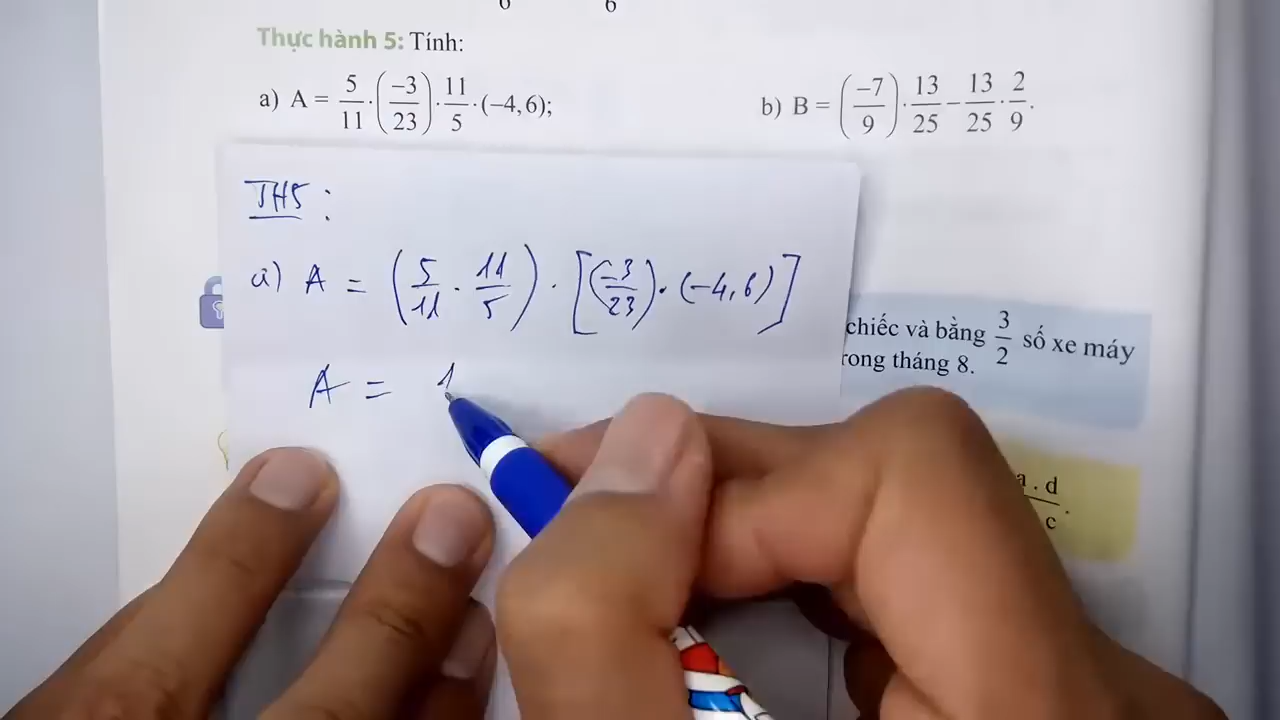 6 6
Thực hành 5: Tính:
a) A = 5/11 . (-3/23) . 11/5 . (-4,6);
b) B = (-7/9) . 13/25 - 13/25 . 2/9.
TH5 :
a) A = (5/11 . 11/5) . [(-3/23) . (-4,6)]
A = 1
chiếc và bằng 3/2 số xe máy
rong tháng 8.
a . d
c .